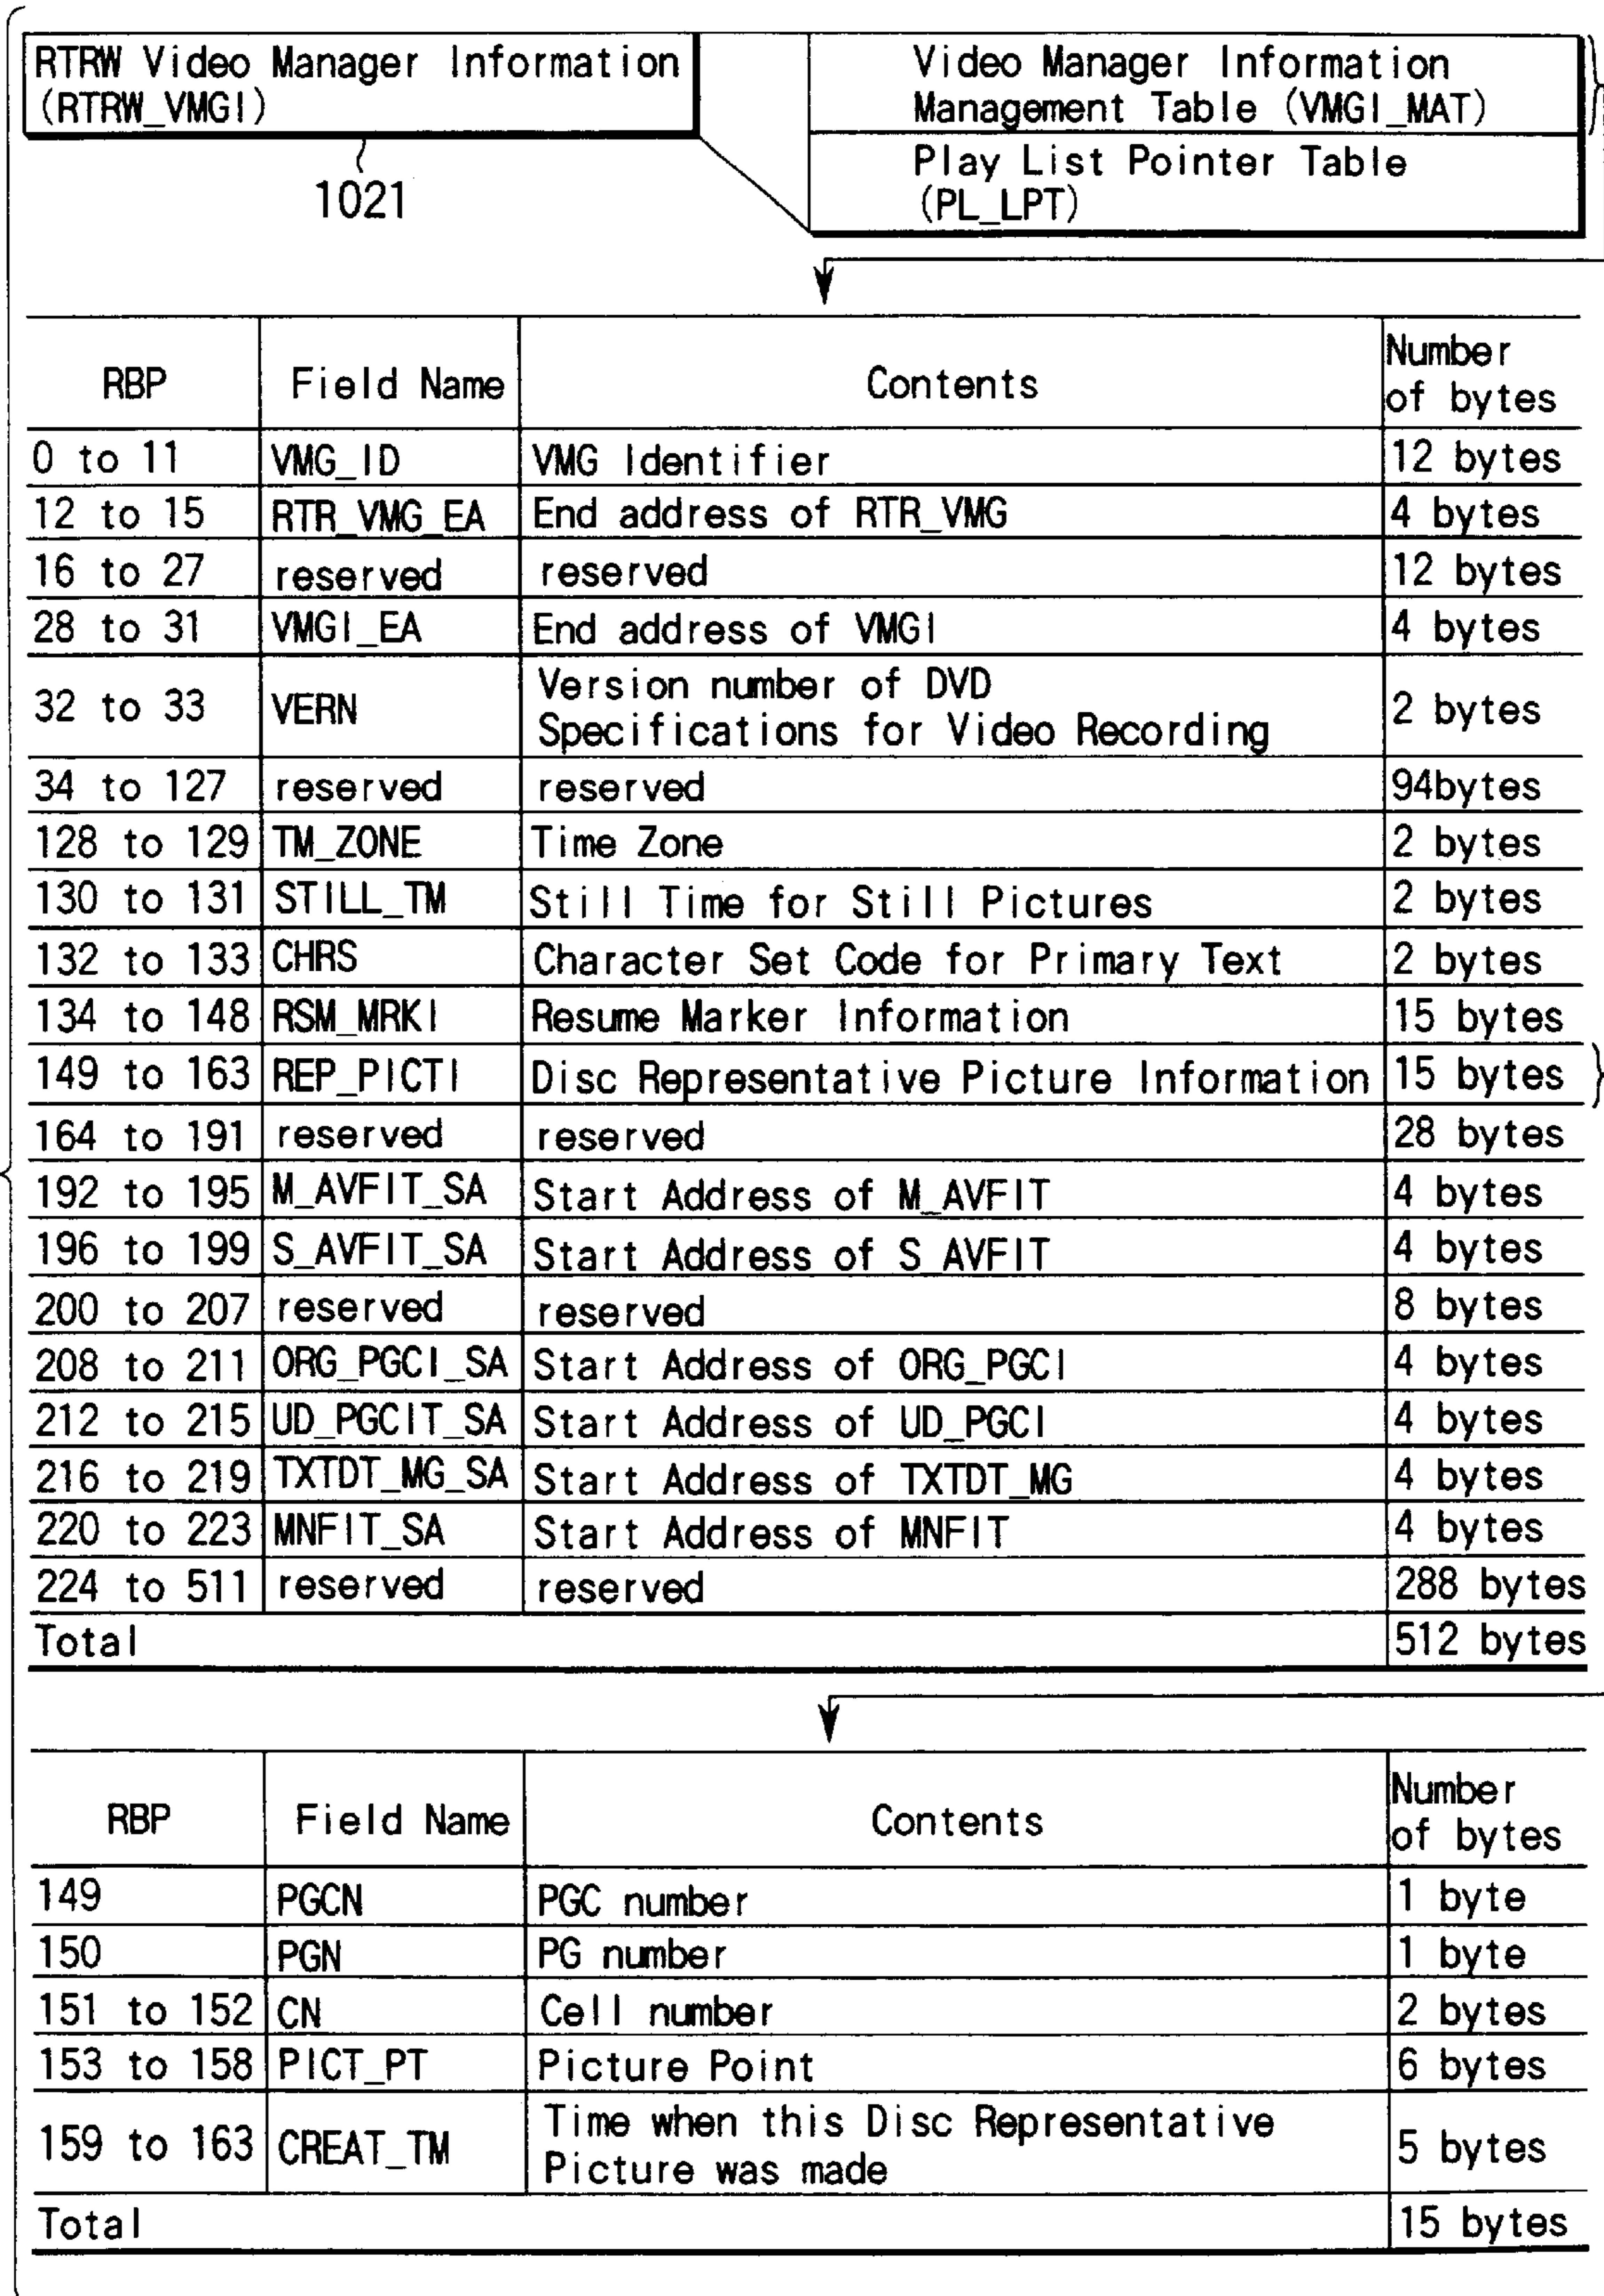 RTRW Video Manager Information
(RTRW_VMGI)
1021
Video Manager Information
Management Table (VMGI_MAT)
Play List Pointer Table
(PL_LPT)
RBP Field Name Contents Number of bytes
0 to 11 VMG_ID VMG Identifier 12 bytes
12 to 15 RTR_VMG_EA End address of RTR_VMG 4 bytes
16 to 27 reserved reserved 12 bytes
28 to 31 VMGI_EA End address of VMGI 4 bytes
32 to 33 VERN Version number of DVD
Specifications for Video Recording 2 bytes
34 to 127 reserved reserved 94bytes
128 to 129 TM_ZONE Time Zone 2 bytes
130 to 131 STILL_TM Still Time for Still Pictures 2 bytes
132 to 133 CHRS Character Set Code for Primary Text 2 bytes
134 to 148 RSM_MRKI Resume Marker Information 15 bytes
149 to 163 REP_PICTI Disc Representative Picture Information 15 bytes
164 to 191 reserved reserved 28 bytes
192 to 195 M_AVFIT_SA Start Address of M_AVFIT 4 bytes
196 to 199 S_AVFIT_SA Start Address of S_AVFIT 4 bytes
200 to 207 reserved reserved 8 bytes
208 to 211 ORG_PGCI_SA Start Address of ORG_PGCI 4 bytes
212 to 215 UD_PGCIT_SA Start Address of UD_PGCI 4 bytes
216 to 219 TXTDT_MG_SA Start Address of TXTDT_MG 4 bytes
220 to 223 MNFIT_SA Start Address of MNFIT 4 bytes
224 to 511 reserved reserved 288 bytes
Total 512 bytes
RBP Field Name Contents Number of bytes
149 PGCN PGC number 1 byte
150 PGN PG number 1 byte
151 to 152 CN Cell number 2 bytes
153 to 158 PICT_PT Picture Point 6 bytes
159 to 163 CREAT_TM Time when this Disc Representative
Picture was made 5 bytes
Total 15 bytes